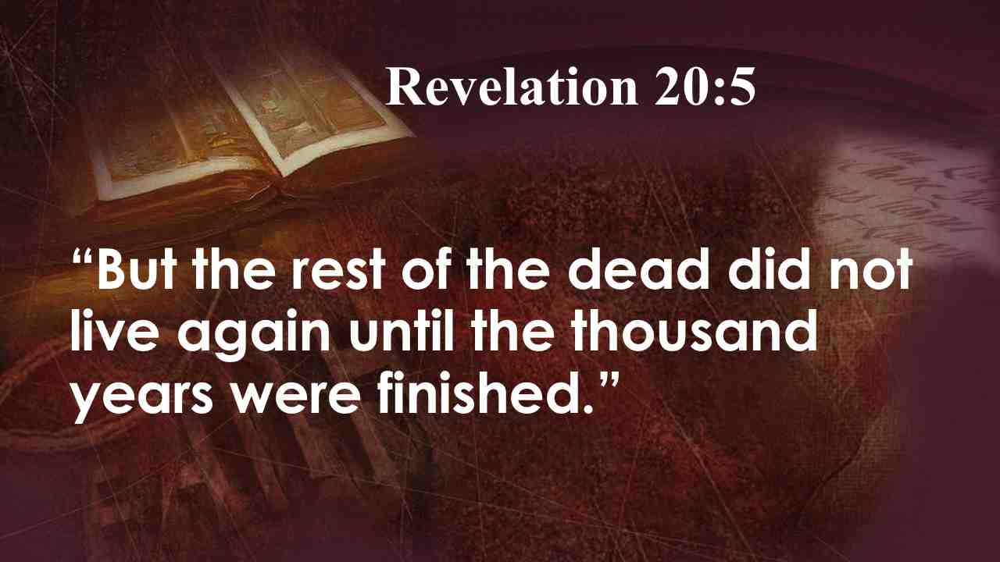 Revelation 20:5
“But the rest of the dead did not
live again until the thousand
years were finished.”